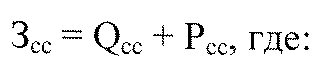 Зсс = Qсс + Рсс, где: